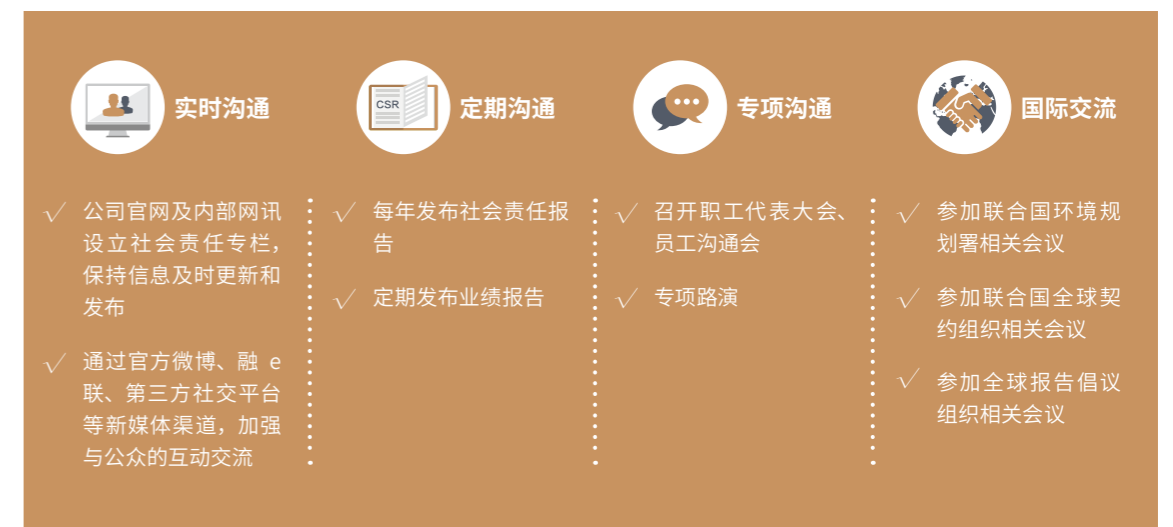 实时沟通
公司官网及内部网讯
设立社会责任专栏，
保持信息及时更新和
发布
通过官方微博、融 e
联、第三方社交平台
等新媒体渠道，加强
与公众的互动交流
CSR
定期沟通
每年发布社会责任报
告
定期发布业绩报告
专项沟通
召开职工代表大会、
员工沟通会
专项路演
国际交流
参加联合国环境规
划署相关会议
参加联合国全球契
约组织相关会议
参加全球报告倡议
组织相关会议